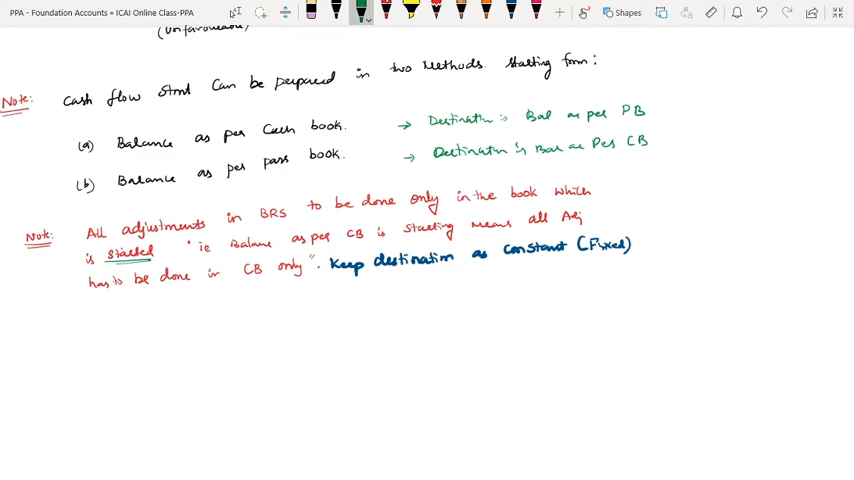 PPA - Foundation Accounts » ICAI Online Class-PPA
Shapes
(Unfavourable)
Note: Cash flow stmt Can be prepared in two Methods. Starting form:
(a) Balance as per Cash book. → Destination is Bal as per PB
(b) Balance as per pass book. → Destination is Bal as Per CB
Note: All adjustments in BRS to be done only in the book which
is started "ie Balane as per CB is starting means all Adj
has to be done in CB only". Keep destination as constant (Fixed)